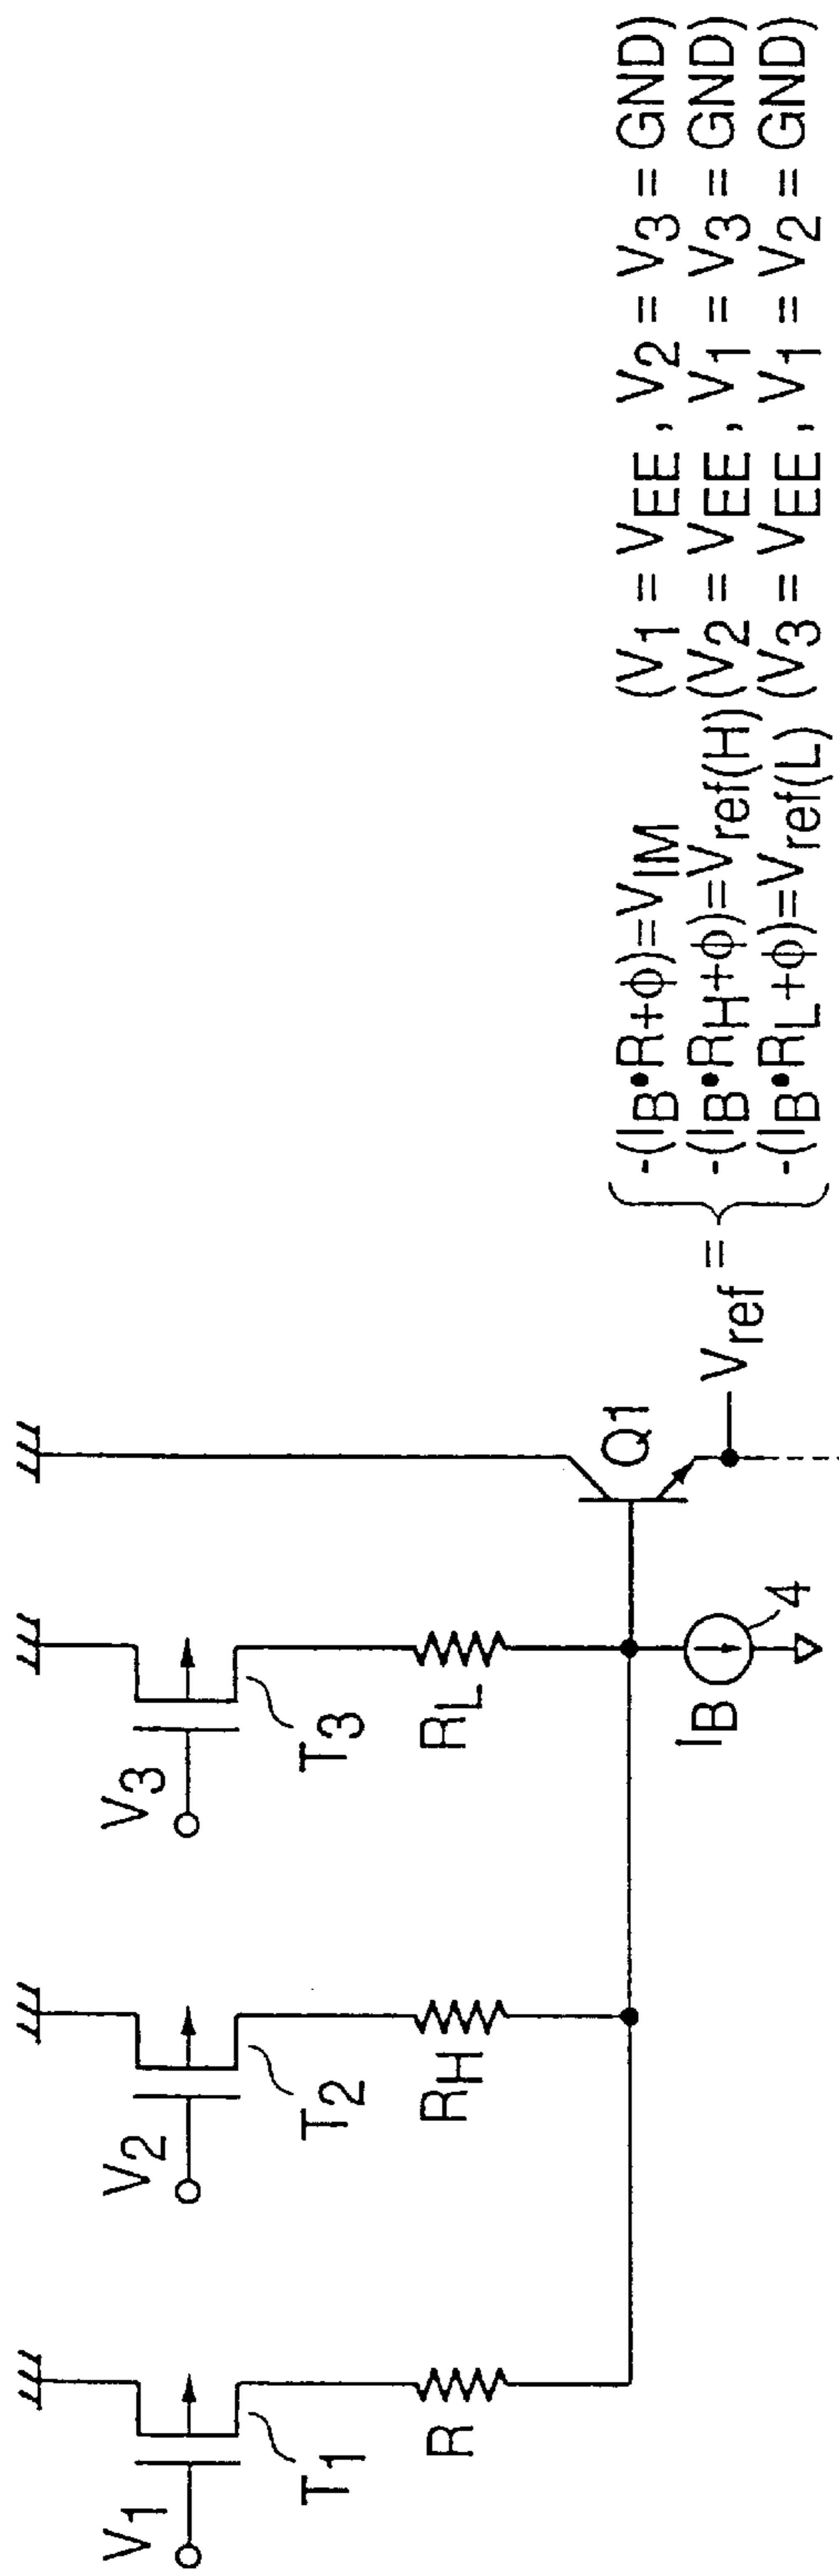 V1
T1
R
V2
T2
RH
V3
T3
RL
IB
4
Q1
Vref =
-(IB•R+ϕ)=VIM (V1 = VEE, V2 = V3 = GND)
-(IB•RH+ϕ)=Vref(H) (V2 = VEE, V1 = V3 = GND)
-(IB•RL+ϕ)=Vref(L) (V3 = VEE, V1 = V2 = GND)